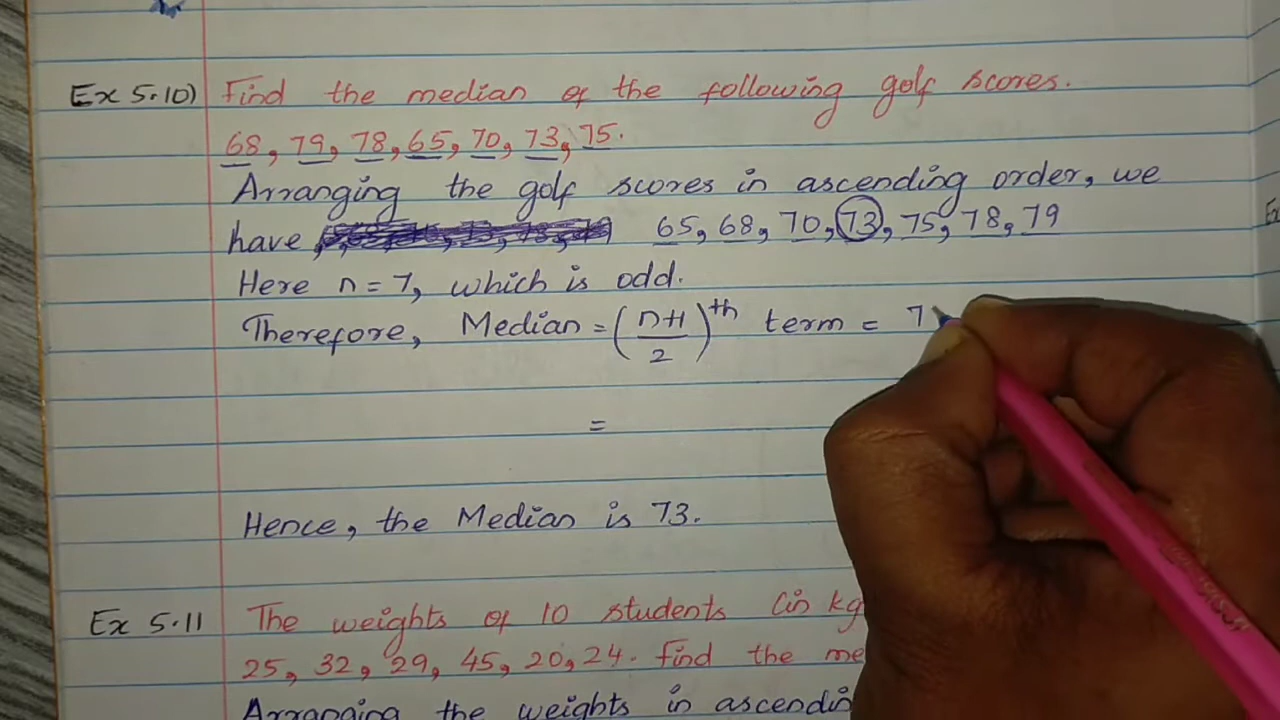 Ex 5.10) Find the median of the following golf scores.
68, 79, 78, 65, 70, 73, 75.
Arranging the golf scores in ascending order, we
have 65, 68, 70, 73, 75, 78, 79
Here n = 7, which is odd.
Therefore, Median = (n+1/2)th term = 7
=
Hence, the Median is 73.
Ex 5.11 The weights of 10 students (in kg
25, 32, 29, 45, 20, 24. Find the me
Arranging the weights in ascendin